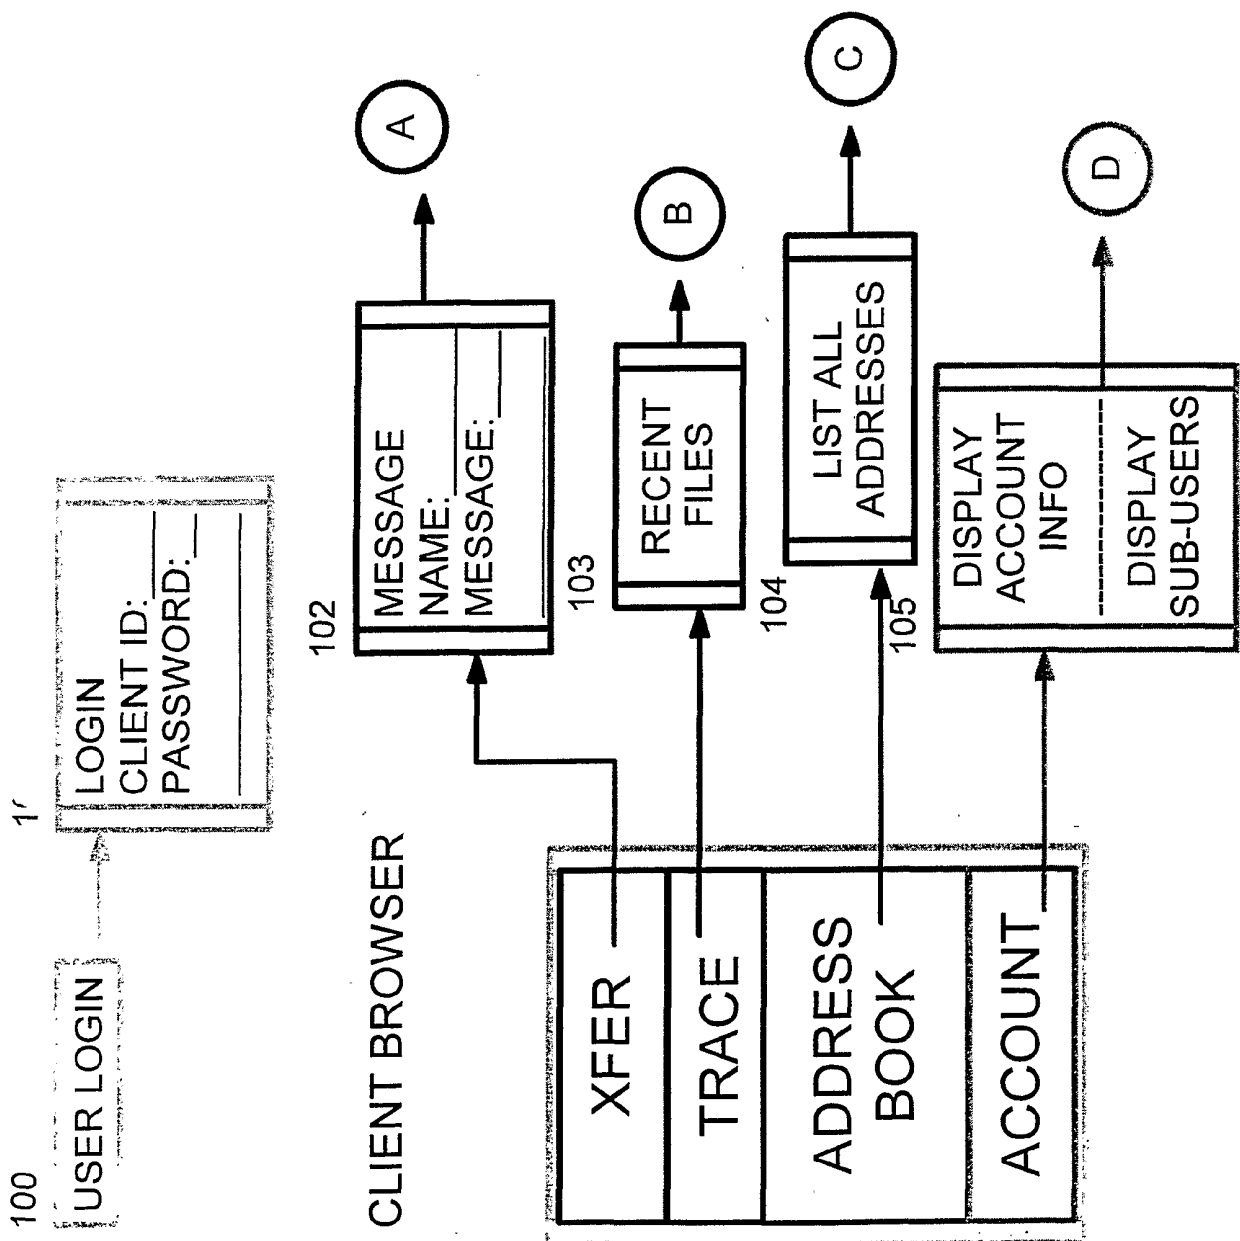 100
USER LOGIN
LOGIN
CLIENT ID:
PASSWORD:
CLIENT BROWSER
XFER
TRACE
ADDRESS
BOOK
ACCOUNT
102
MESSAGE
NAME:
MESSAGE:
A
103
RECENT
FILES
B
104
LIST ALL
ADDRESSES
C
105
DISPLAY
ACCOUNT
INFO
DISPLAY
SUB-USERS
D